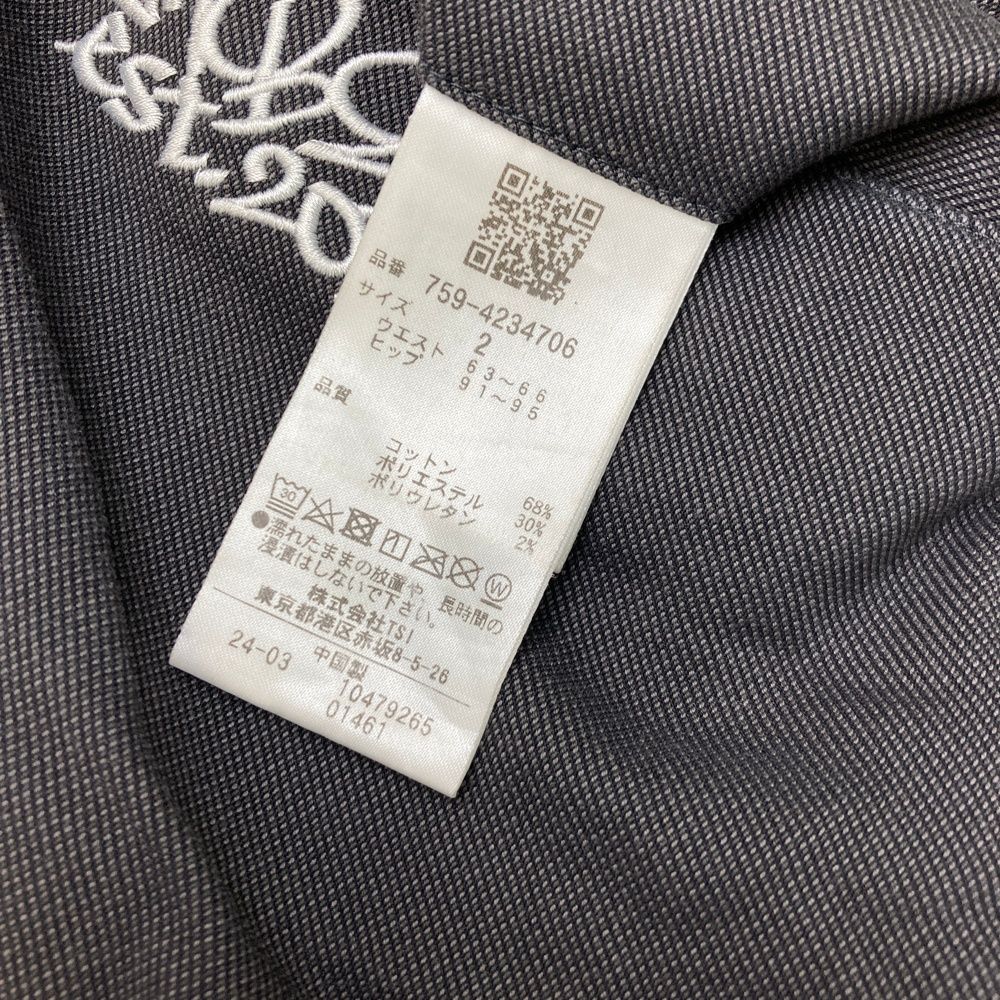 est.20
品番 759-4234706
サイズ 2
ウエスト 63～66
ヒップ 91～95
品質
コットン 68%
ポリエステル 30%
ポリウレタン 2%
30
W
●濡れたままの放置や長時間の
浸漬はしないで下さい。
株式会社TSI
東京都港区赤坂8-5-26
24-03 中国製
10479265
01461